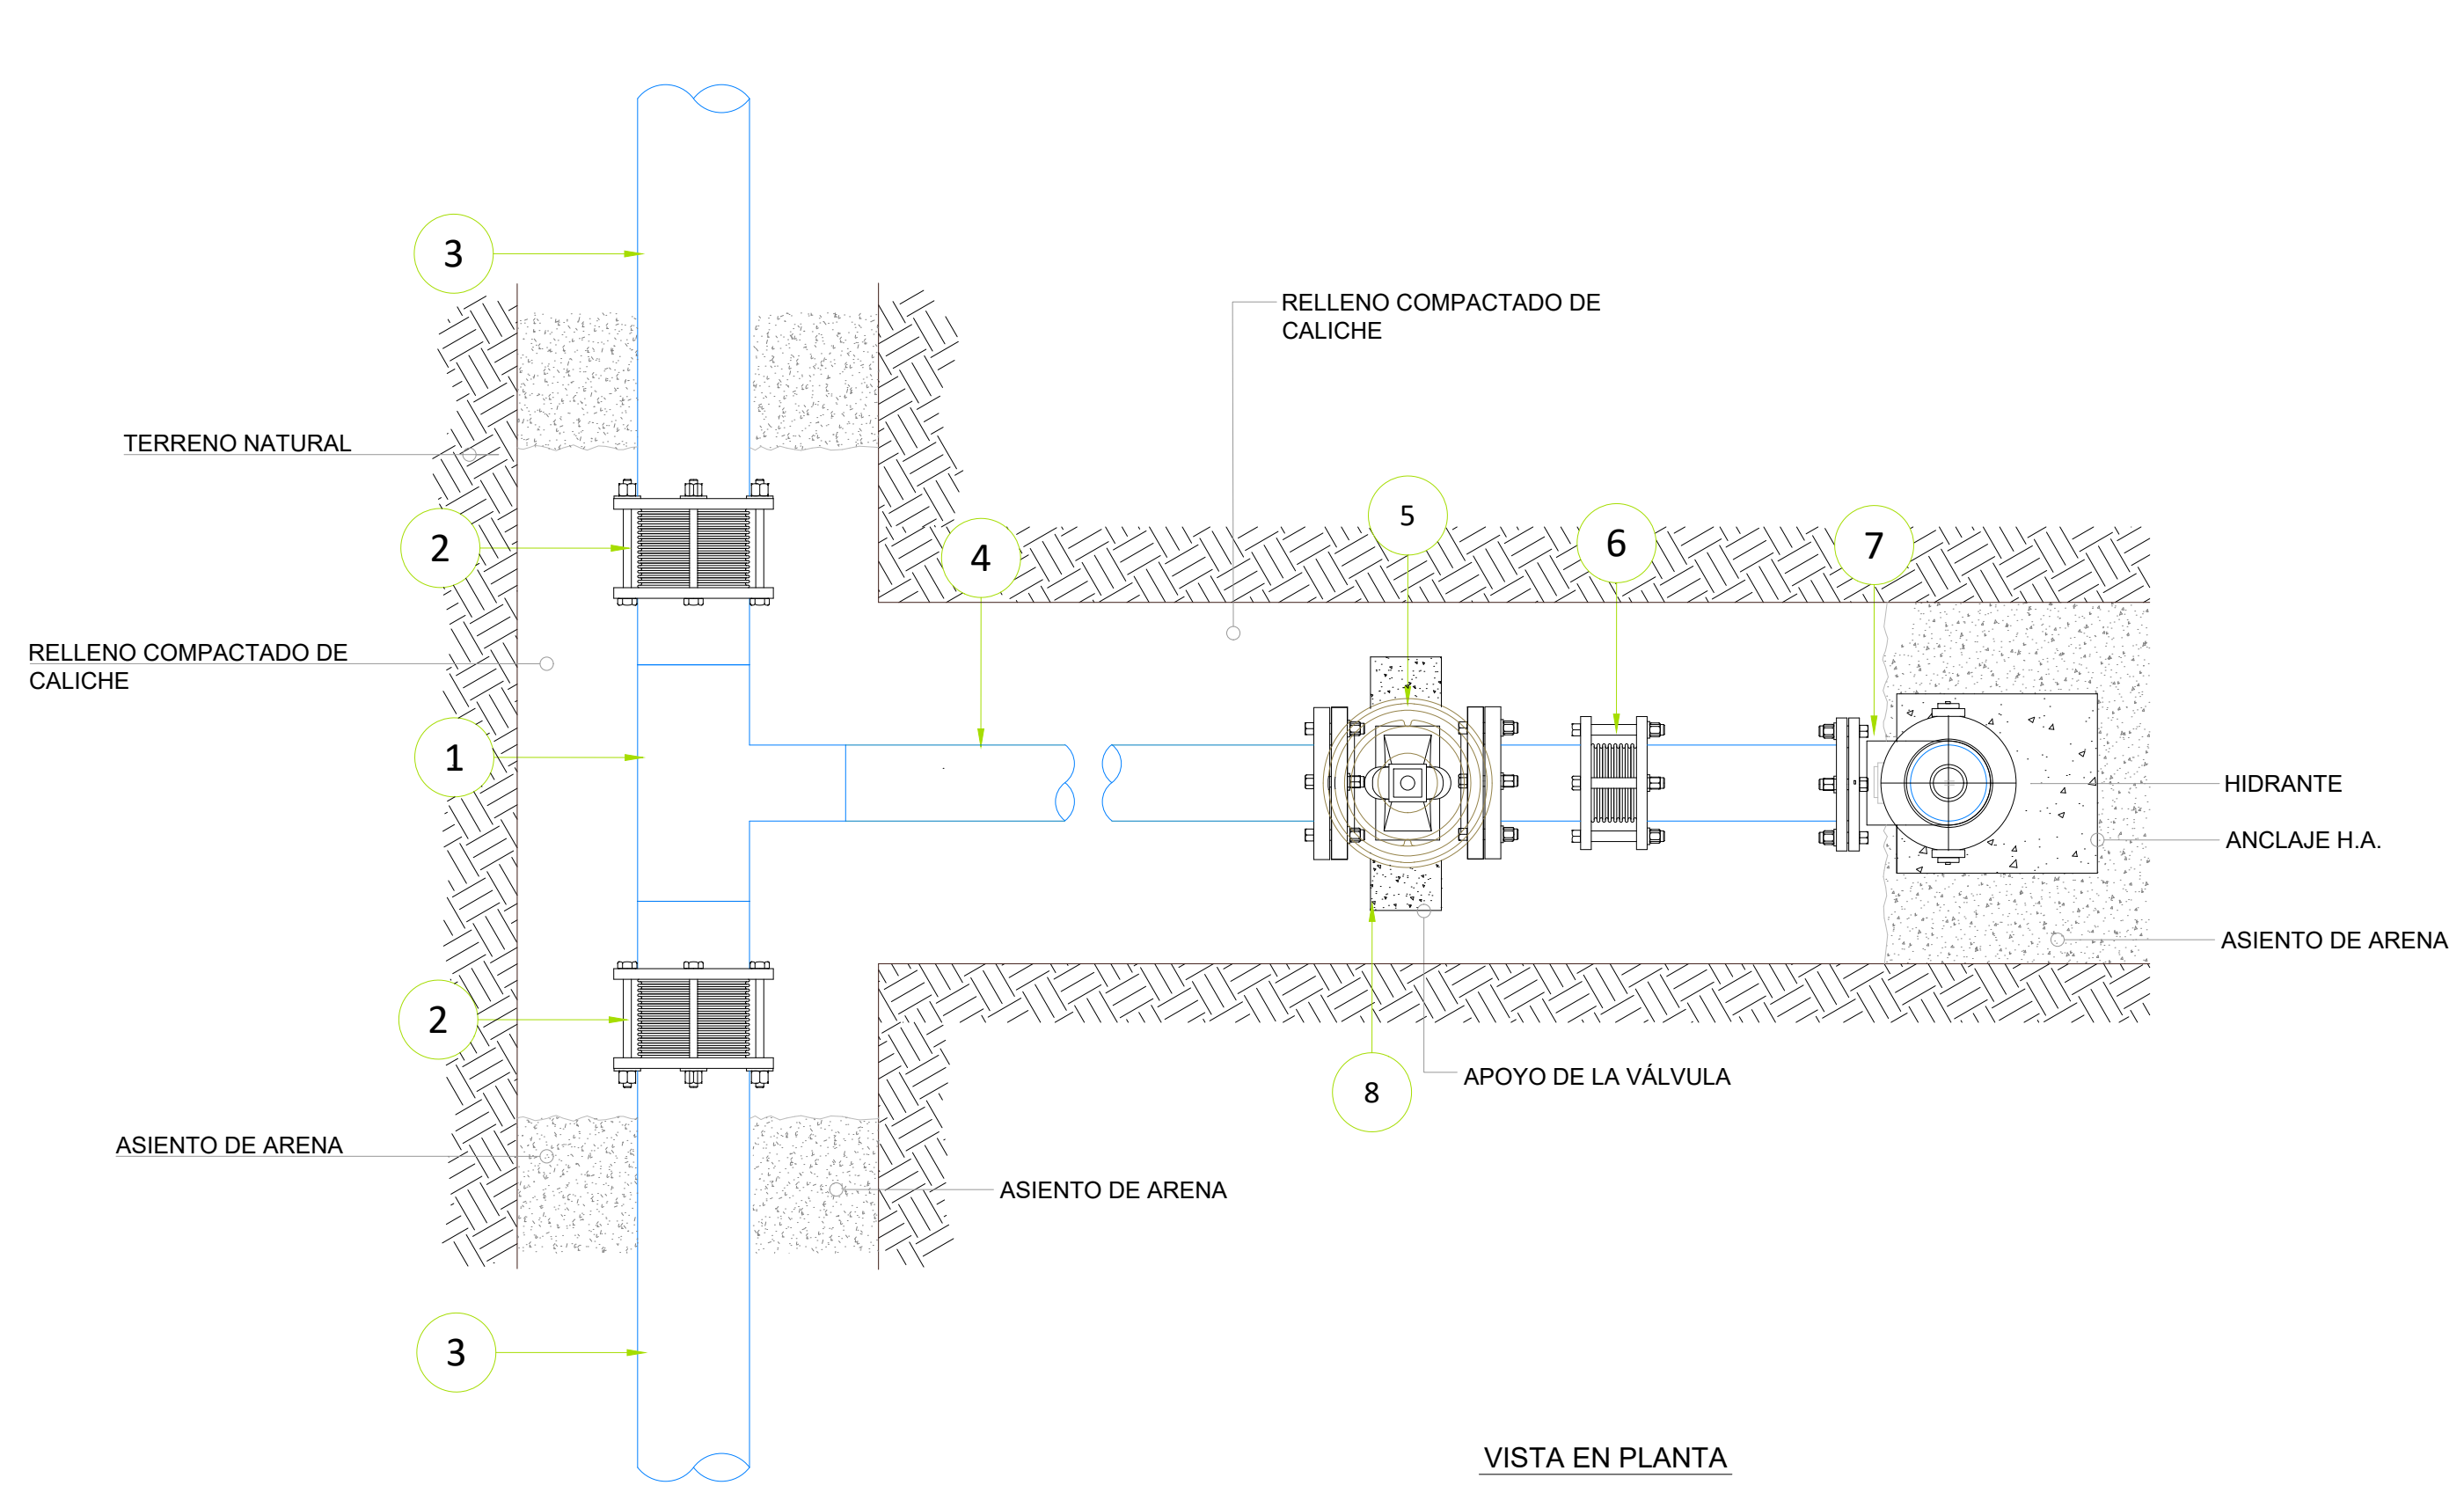 3
RELLENO COMPACTADO DE
CALICHE
TERRENO NATURAL
2
4
5
6
7
RELLENO COMPACTADO DE
CALICHE
1
HIDRANTE
ANCLAJE H.A.
ASIENTO DE ARENA
2
8
APOYO DE LA VÁLVULA
ASIENTO DE ARENA
ASIENTO DE ARENA
3
VISTA EN PLANTA